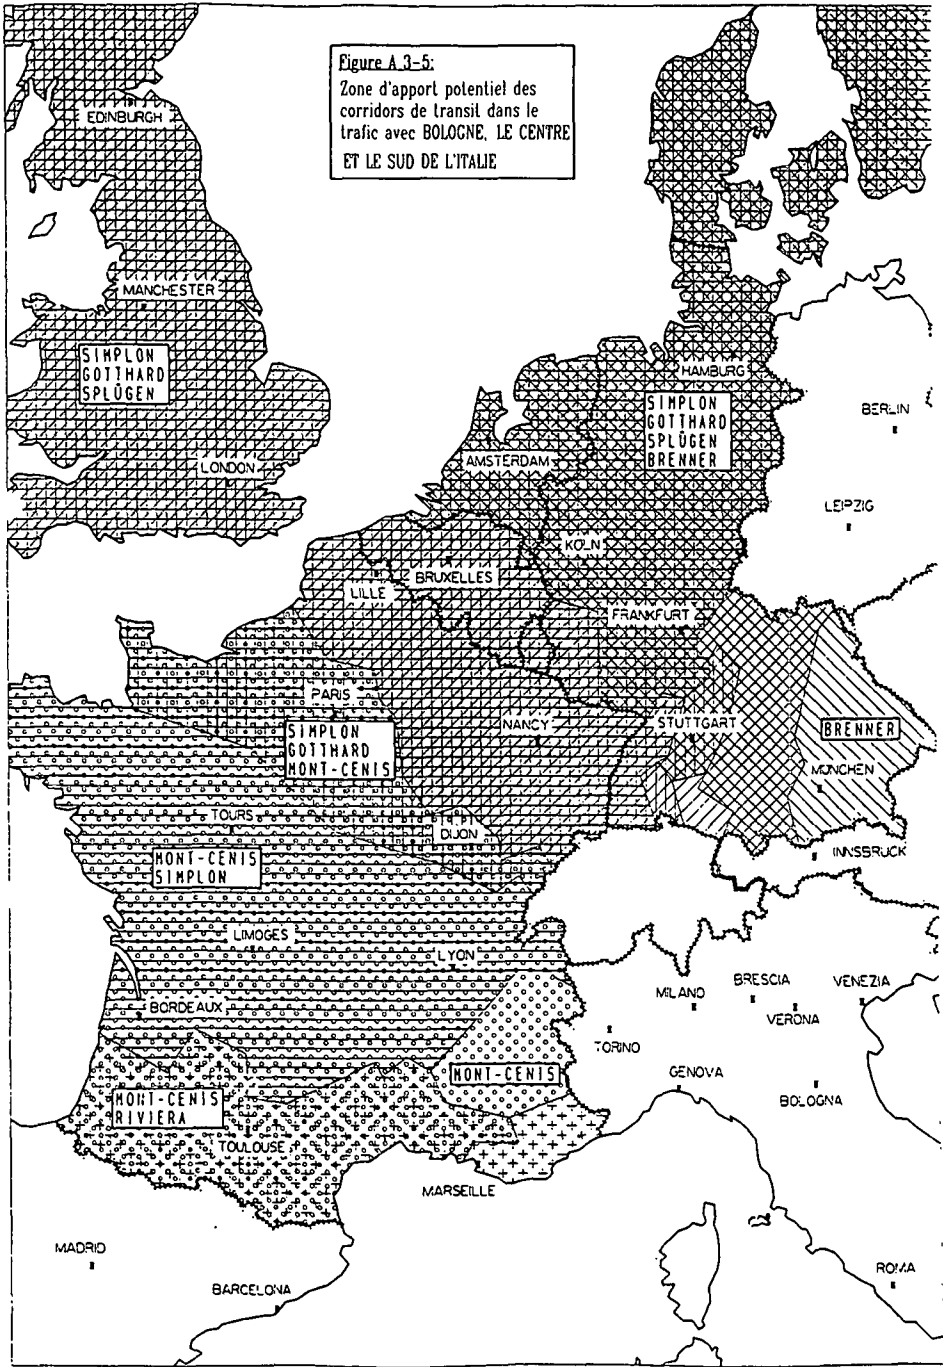 Figure A 3-5:
Zone d'apport potentiel des
corridors de transit dans le
trafic avec BOLOGNE, LE CENTRE
ET LE SUD DE L'ITALIE
EDINBURGH
MANCHESTER
SIMPLON
GOTTHARD
SPLÜGEN
LONDON
HAMBURG
SIMPLON
GOTTHARD
SPLÜGEN
BRENNER
BERLIN
AMSTERDAM
LEIPZIG
KÖLN
BRUXELLES
LILLE
FRANKFURT
PARIS
NANCY
STUTTGART
BRENNER
SIMPLON
GOTTHARD
MONT-CENIS
MÜNCHEN
TOURS
DIJON
INNSBRUCK
MONT-CENIS
SIMPLON
LIMOGES
LYON
BORDEAUX
MILANO
BRESCIA
VENEZIA
VERONA
TORINO
GENOVA
MONT-CENIS
BOLOGNA
MONT-CENIS
RIVIERA
TOULOUSE
MARSEILLE
MADRID
BARCELONA
ROMA